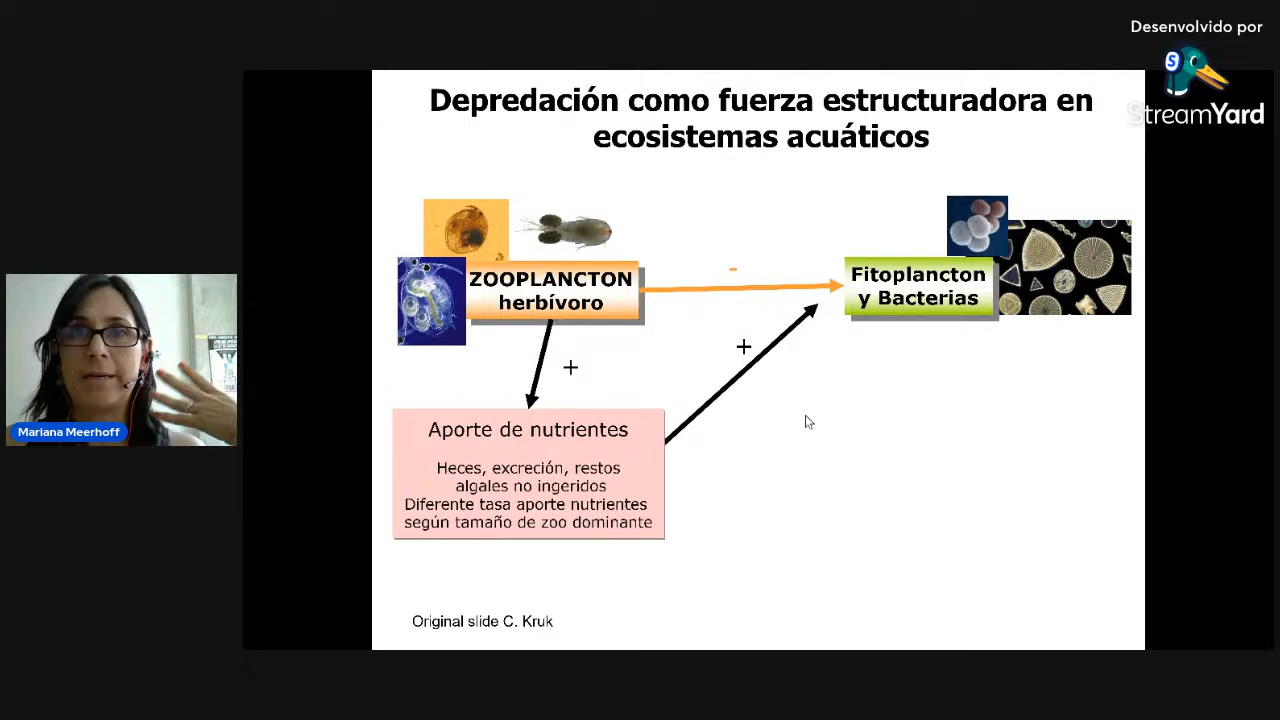 Desenvolvido por
StreamYard
Depredación como fuerza estructuradora en
ecosistemas acuáticos
ZOOPLANCTON
herbívoro
-
Fitoplancton
y Bacterias
+
+
Aporte de nutrientes
Heces, excreción, restos
algales no ingeridos
Diferente tasa aporte nutrientes
según tamaño de zoo dominante
Mariana Meerhoff
Original slide C. Kruk